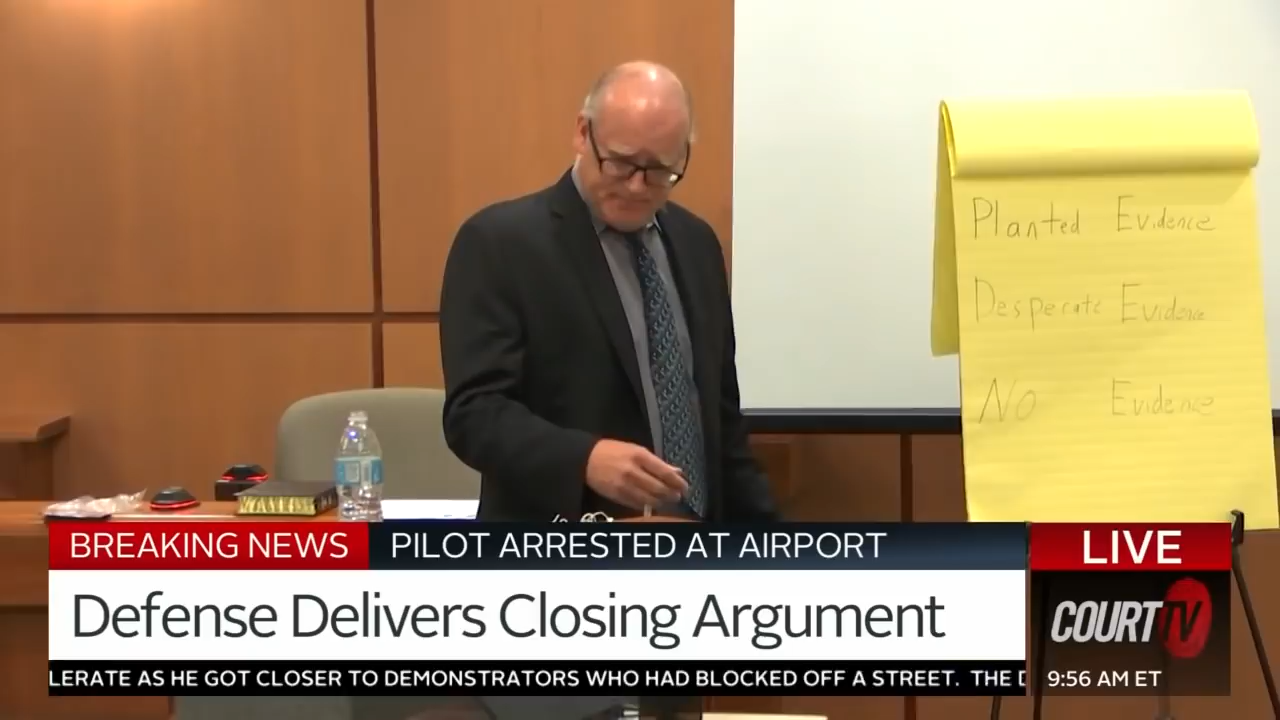 Planted Evidence
Desperate Evidence
No Evidence
BREAKING NEWS PILOT ARRESTED AT AIRPORT LIVE
Defense Delivers Closing Argument
COURT TV
LERATE AS HE GOT CLOSER TO DEMONSTRATORS WHO HAD BLOCKED OFF A STREET. THE D
9:56 AM ET